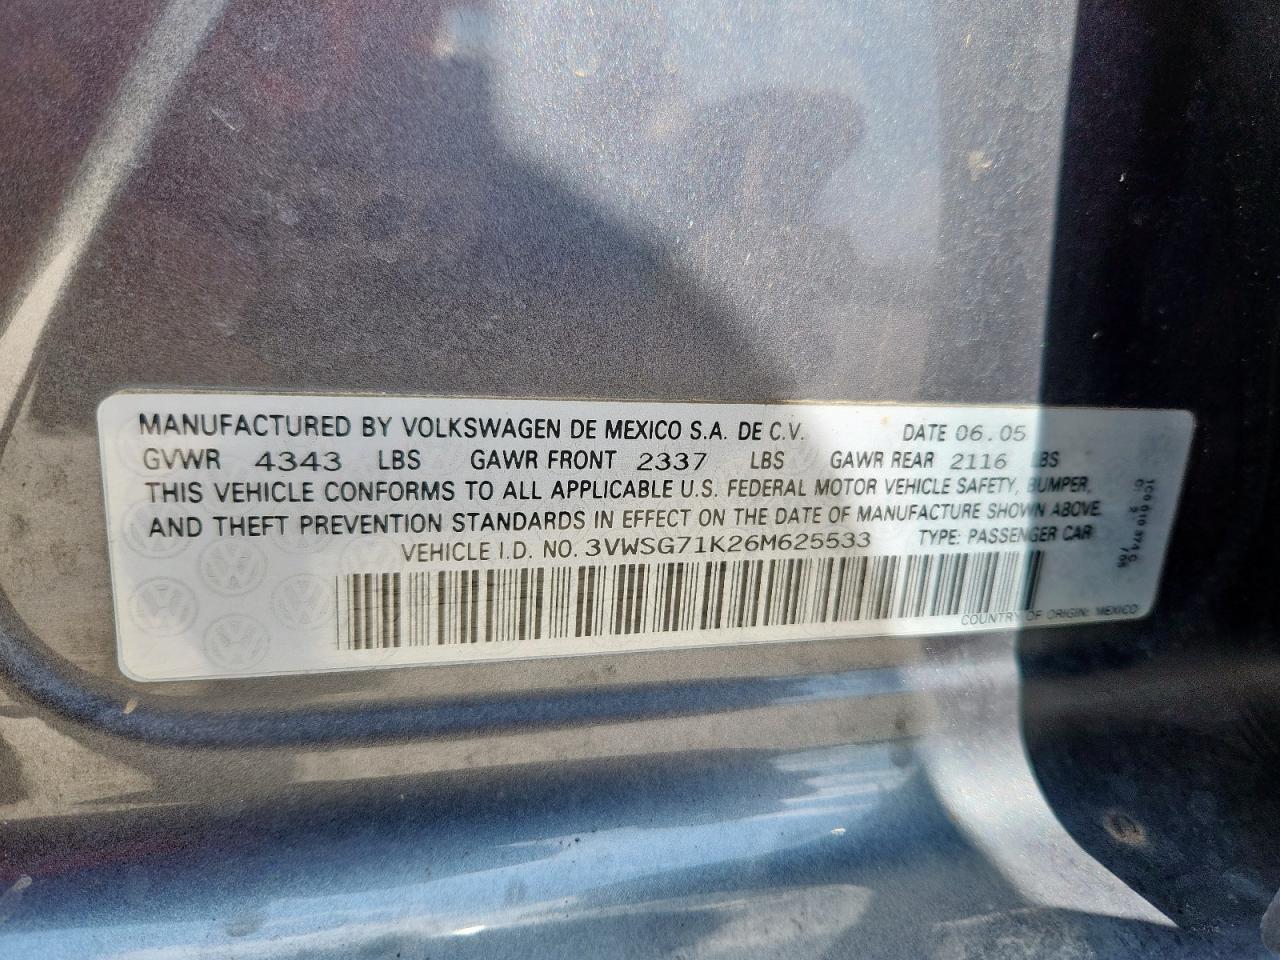 MANUFACTURED BY VOLKSWAGEN DE MEXICO S.A. DE C.V. DATE 06.05
GVWR 4343 LBS GAWR FRONT 2337 LBS GAWR REAR 2116 LBS
THIS VEHICLE CONFORMS TO ALL APPLICABLE U.S. FEDERAL MOTOR VEHICLE SAFETY, BUMPER,
AND THEFT PREVENTION STANDARDS IN EFFECT ON THE DATE OF MANUFACTURE SHOWN ABOVE.
VEHICLE I.D. NO. 3VWSG71K26M625533 TYPE: PASSENGER CAR
COUNTRY OF ORIGIN: MEXICO